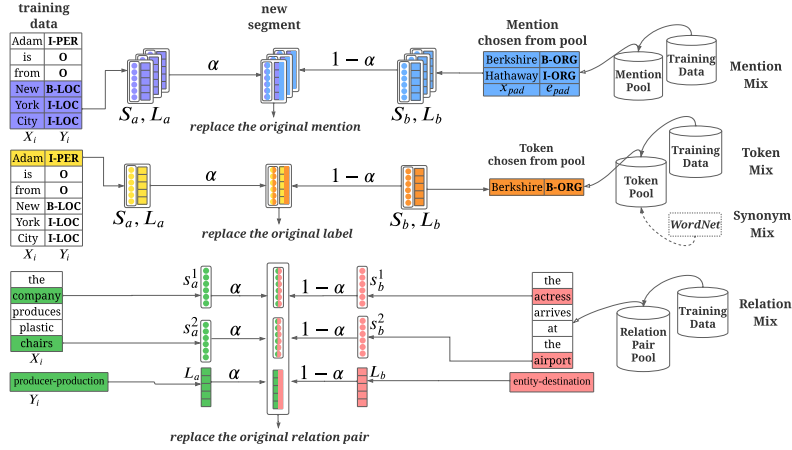 training
data
new
segment
Mention
chosen from pool
Adam I-PER
is O
from O
New B-LOC
York I-LOC
City I-LOC
X_i Y_i
S_a, L_a
α
1 − α
S_b, L_b
replace the original mention
Berkshire B-ORG
Hathaway I-ORG
x_pad e_pad
Mention
Pool
Training
Data
Mention
Mix
Adam I-PER
is O
from O
New B-LOC
York I-LOC
City I-LOC
X_i Y_i
S_a, L_a
α
1 − α
S_b, L_b
replace the original label
Token
chosen from pool
Berkshire B-ORG
Token
Pool
Training
Data
WordNet
Token
Mix
Synonym
Mix
the
company
produces
plastic
chairs
X_i
producer-production
Y_i
s_a^1 α 1 − α s_b^1
s_a^2 α 1 − α s_b^2
L_a α 1 − α L_b
replace the original relation pair
the
actress
arrives
at
the
airport
entity-destination
Relation
Pair
Pool
Training
Data
Relation
Mix